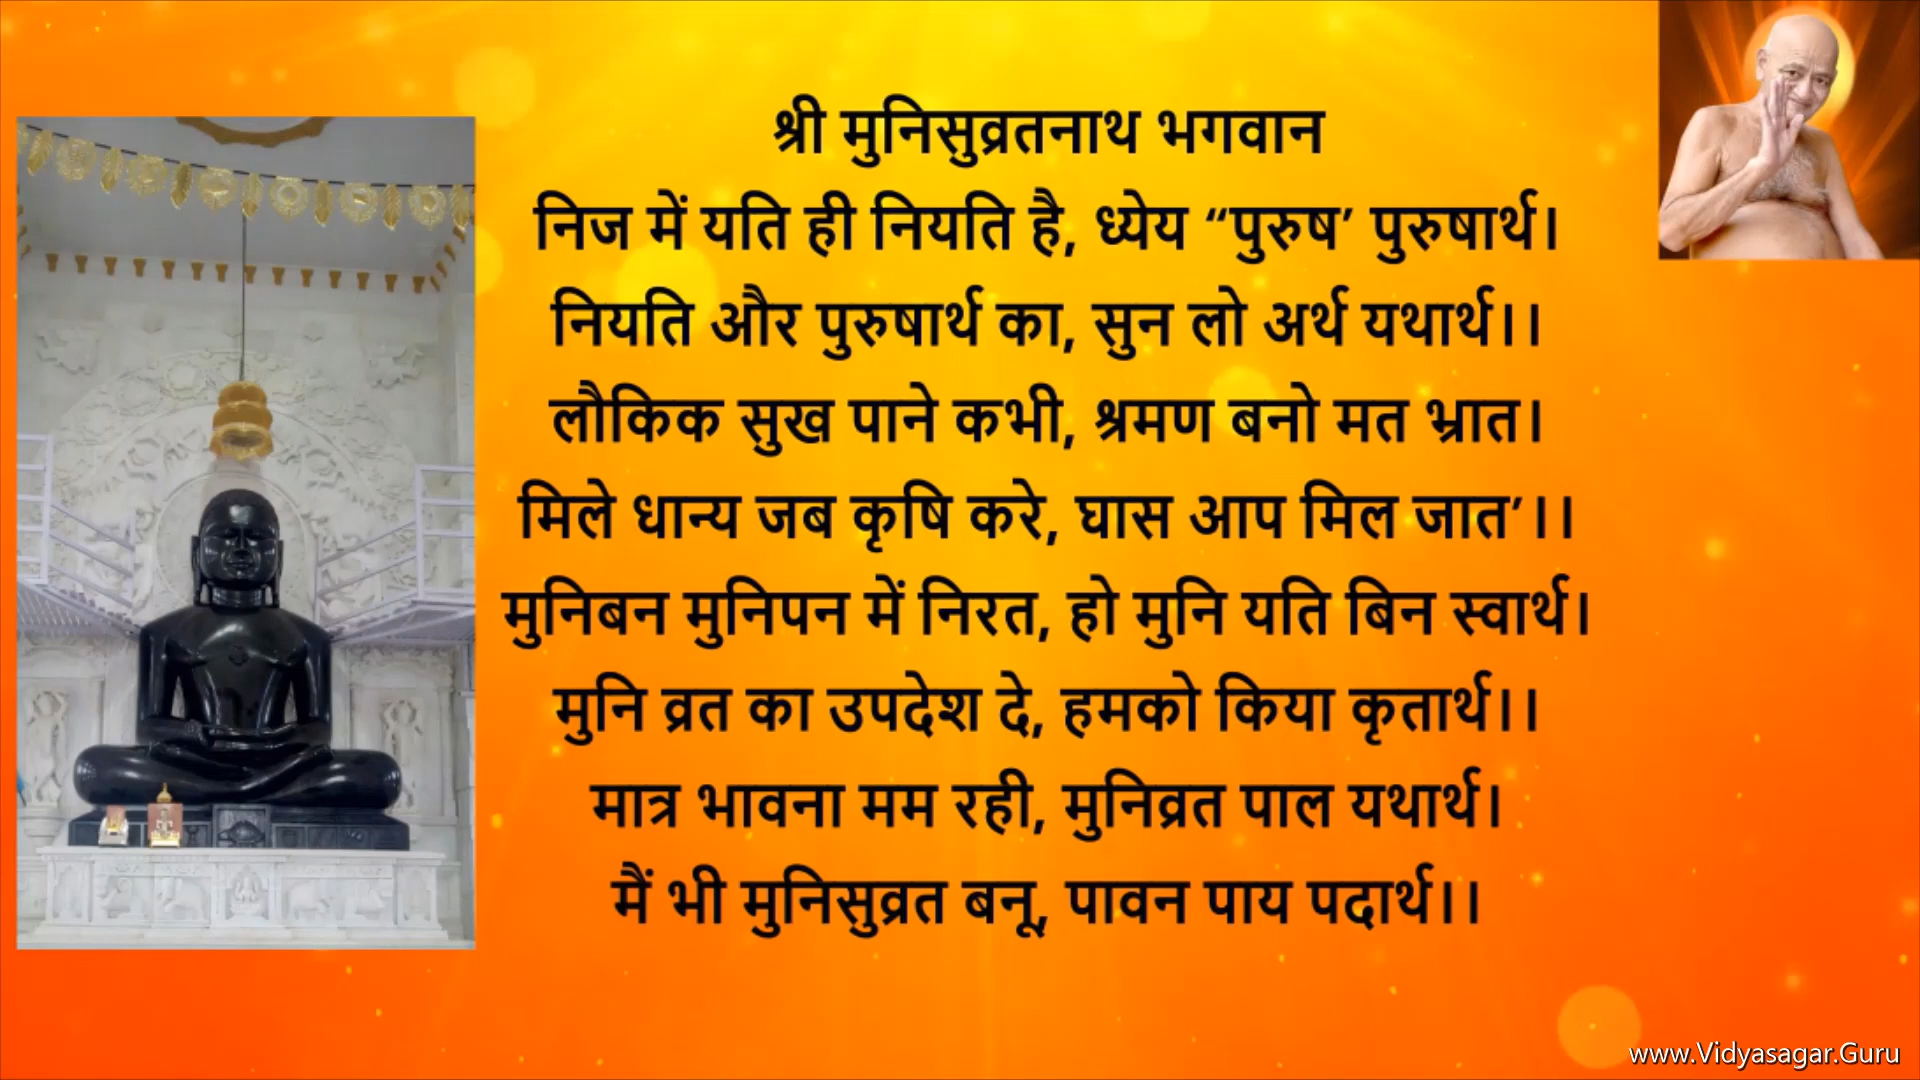 श्री मुनिसुव्रतनाथ भगवान
निज में यति ही नियति है, ध्येय “पुरुष’ पुरुषार्थ।
नियति और पुरुषार्थ का, सुन लो अर्थ यथार्थ।।
लौकिक सुख पाने कभी, श्रमण बनो मत भ्रात।
मिले धान्य जब कृषि करे, घास आप मिल जात’।।
मुनिबन मुनिपन में निरत, हो मुनि यति बिन स्वार्थ।
मुनि व्रत का उपदेश दे, हमको किया कृतार्थ।।
मात्र भावना मम रही, मुनिव्रत पाल यथार्थ।
मैं भी मुनिसुव्रत बनू, पावन पाय पदार्थ।।
www.Vidyasagar.Guru